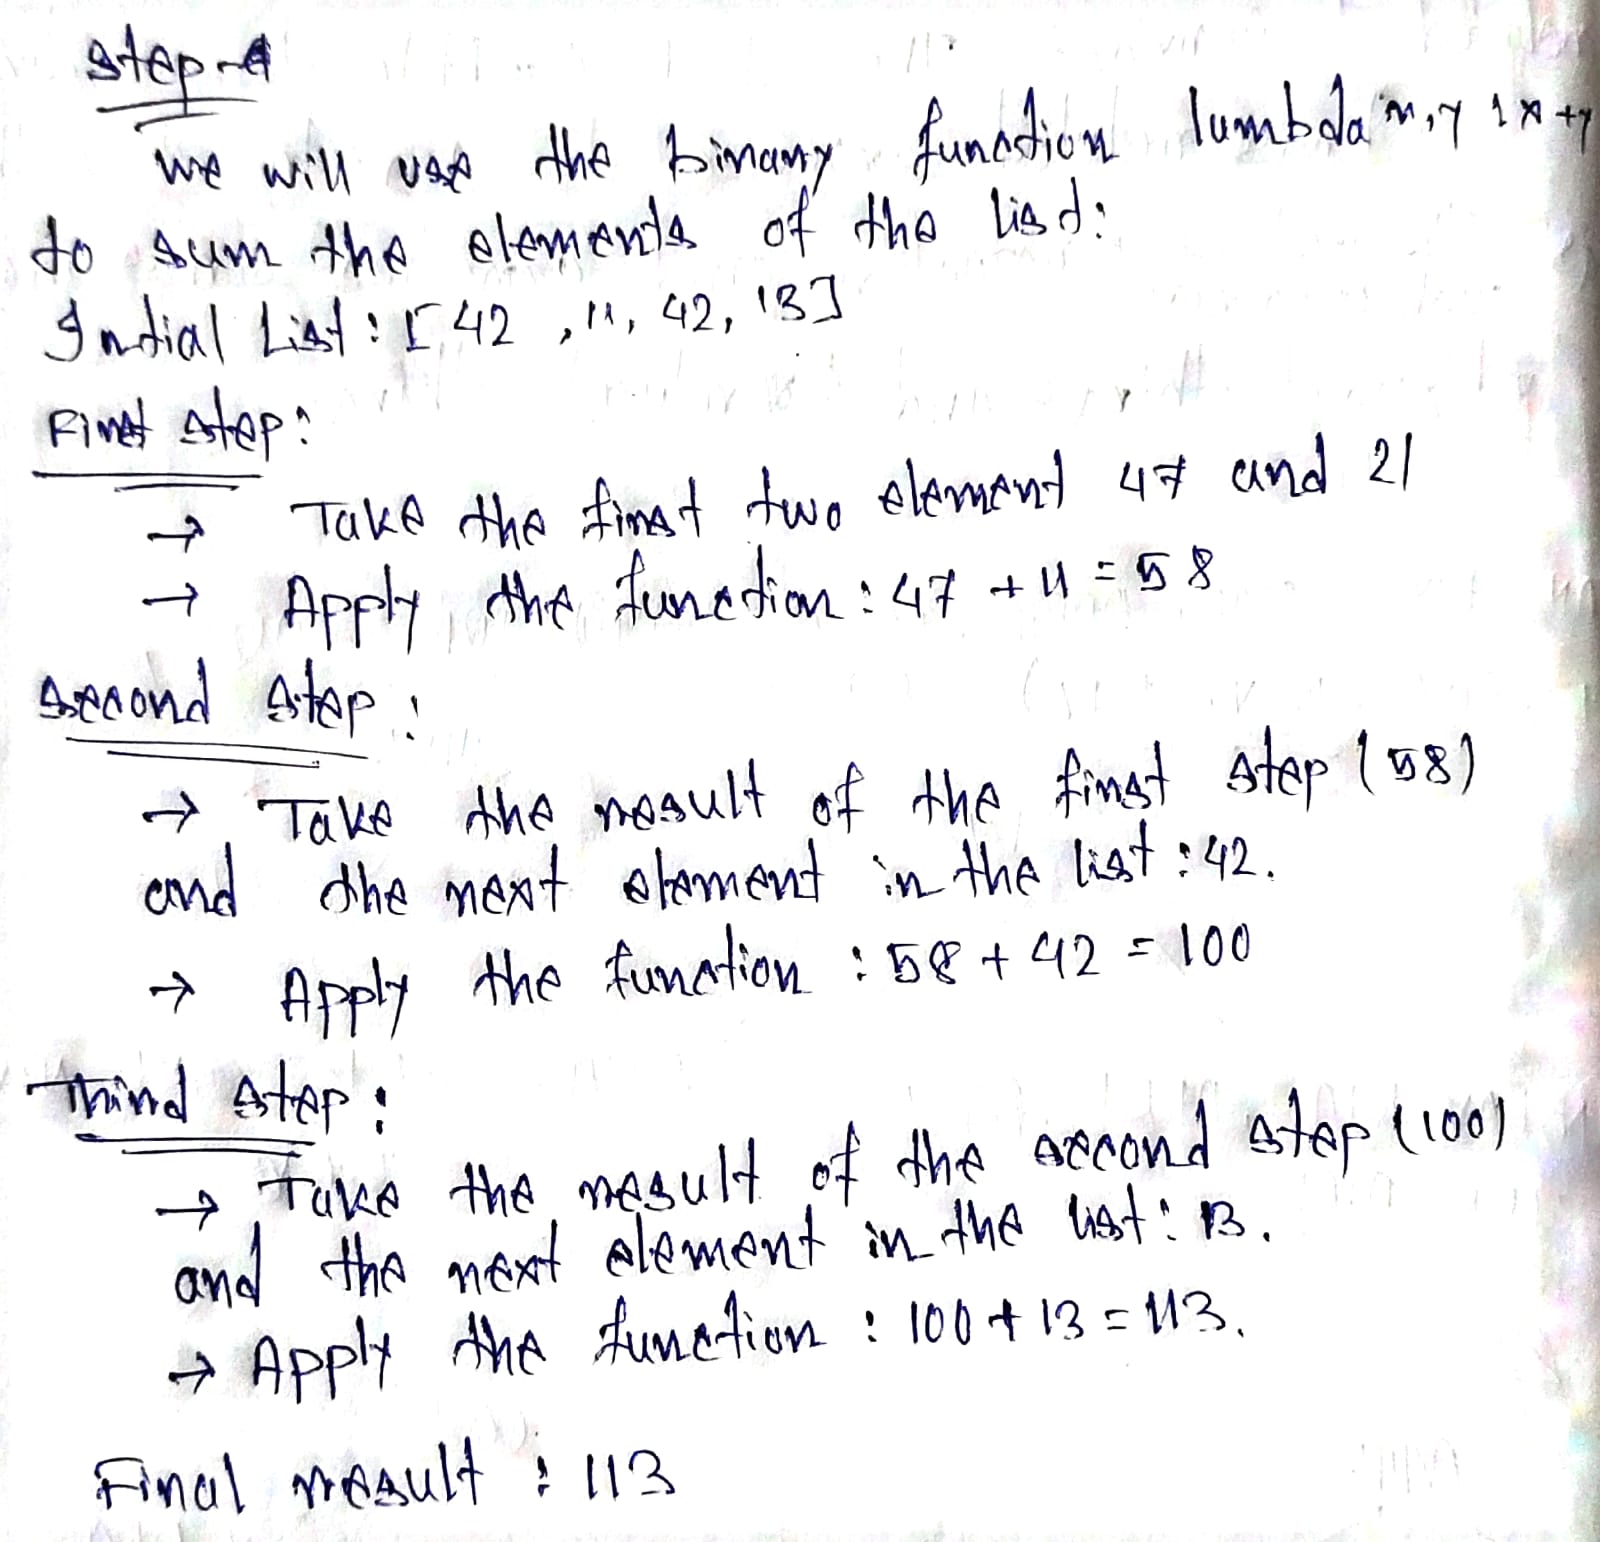 Step-4
We will use the binary function lumbda x,y : x+y
to sum the elements of the list:
Intial List : [42 , 11, 42, 13]
First step:
→ Take the first two element 47 and 21
→ Apply the function : 47 + 11 = 58
Second step :
→ Take the result of the first step (58)
and the next element in the list : 42.
→ Apply the function : 58 + 42 = 100
Third step :
→ Take the result of the second step (100)
and the next element in the list : 13.
→ Apply the function : 100 + 13 = 113.
Final result : 113